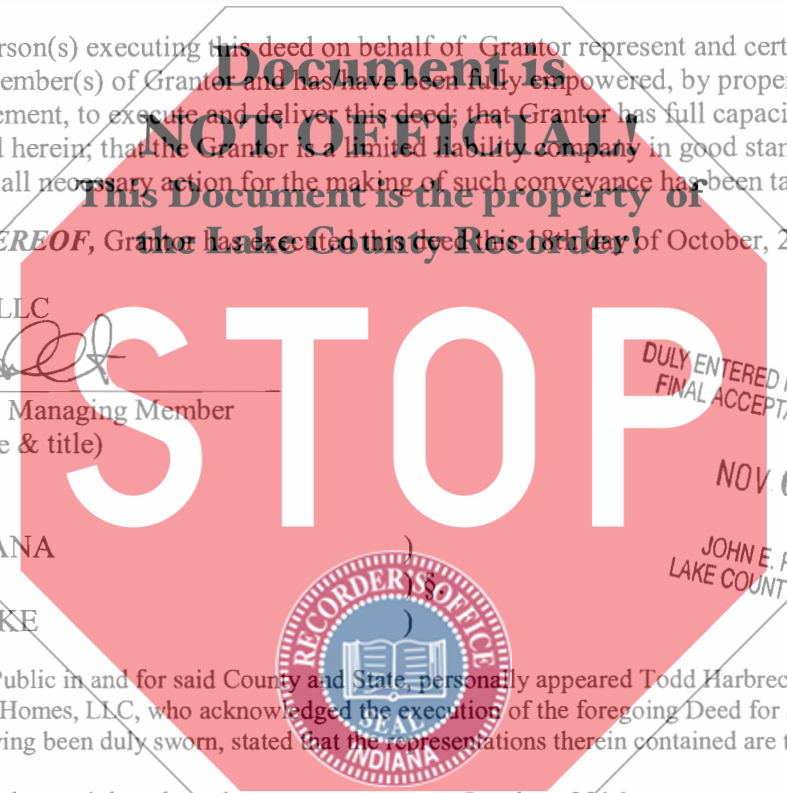 rson(s) executing this deed on behalf of Grantor represent and cert
Document is
ember(s) of Grantor and has/have been fully empowered, by proper
ement, to execute and deliver this deed; that Grantor has full capaci
NOT OFFICIAL!
herein; that the Grantor is a limited liability company in good stan
all necessary action for the making of such conveyance has been ta
This Document is the property of
EREOF, Grantor has executed this deed this 18th day of October, 2
the Lake County Recorder!
LLC
STOP
DULY ENTERED
FINAL ACCEPTA
Managing Member
e & title)
NOV
ANA )
JOHN E. P
LAKE COUNT
) §.
KE )
RECORDER'S OFFICE
SEAL
INDIANA
Public in and for said County and State, personally appeared Todd Harbrec
Homes, LLC, who acknowledged the execution of the foregoing Deed for
ving been duly sworn, stated that the representations therein contained are t